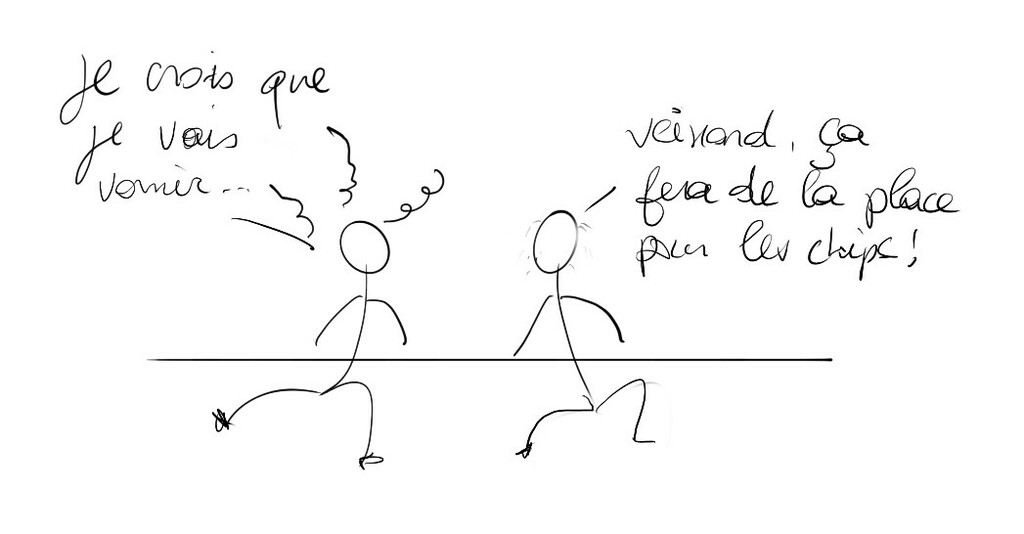 Je crois que
je vais
vomir...
veinard, ça
fera de la place
pour les chips !